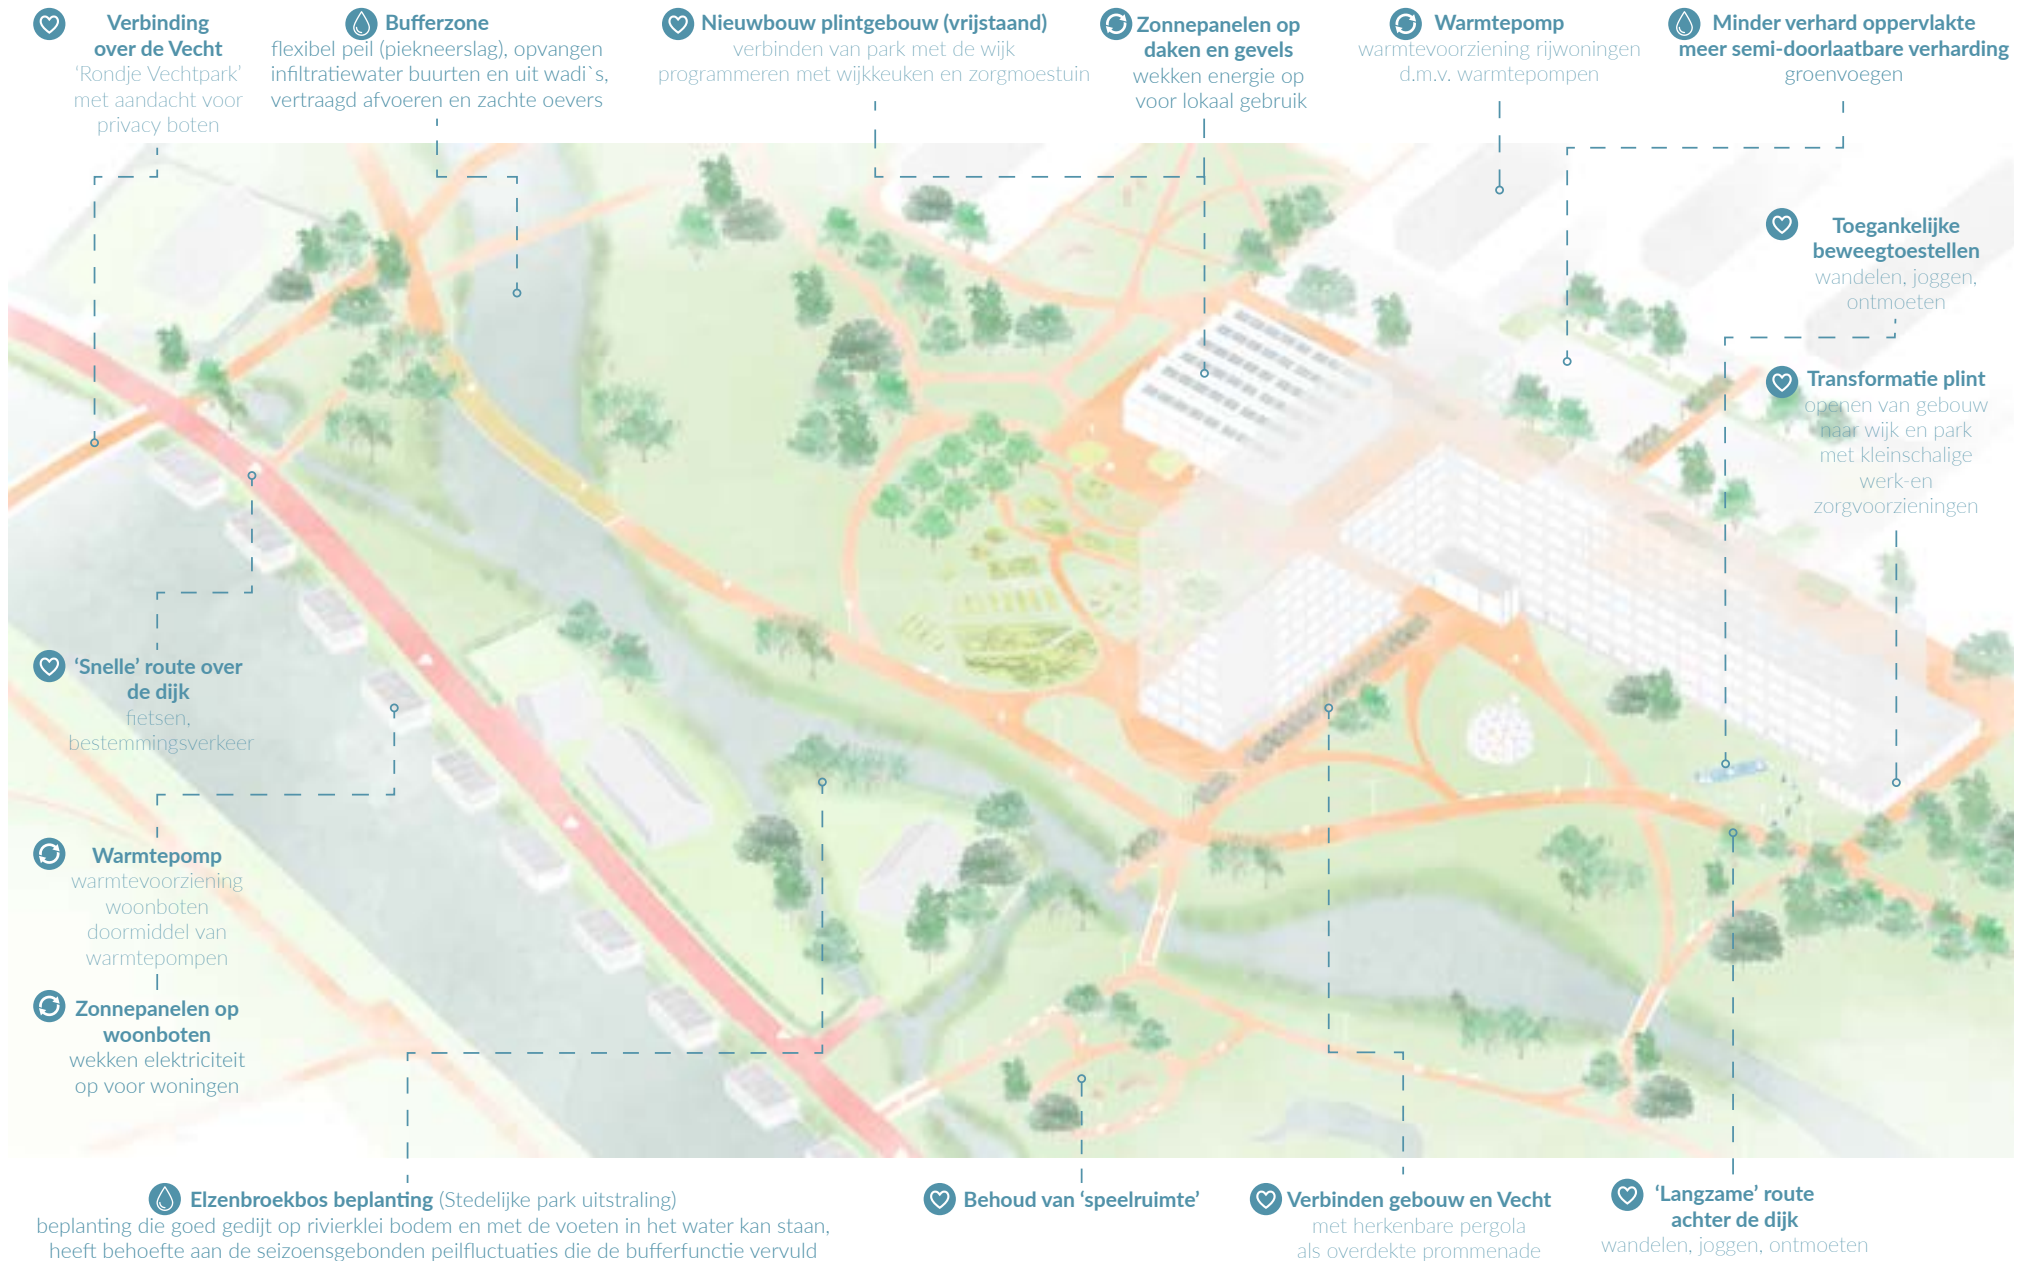 Verbinding
over de Vecht
‘Rondje Vechtpark’
met aandacht voor
privacy boten
Bufferzone
flexibel peil (piekneerslag), opvangen
infiltratiewater buurten en uit wadi`s,
vertraagd afvoeren en zachte oevers
Nieuwbouw plintgebouw (vrijstaand)
verbinden van park met de wijk
programmeren met wijkkeuken en zorgmoestuin
Zonnepanelen op
daken en gevels
wekken energie op
voor lokaal gebruik
Warmtepomp
warmtevoorziening rijwoningen
d.m.v. warmtepompen
Minder verhard oppervlakte
meer semi-doorlaatbare verharding
groenvoegen
Toegankelijke
beweegtoestellen
wandelen, joggen,
ontmoeten
Transformatie plint
openen van gebouw
naar wijk en park
met kleinschalige
werk-en
zorgvoorzieningen
‘Snelle’ route over
de dijk
fietsen,
bestemmingsverkeer
Warmtepomp
warmtevoorziening
woonboten
doormiddel van
warmtepompen
Zonnepanelen op
woonboten
wekken elektriciteit
op voor woningen
Elzenbroekbos beplanting (Stedelijke park uitstraling)
beplanting die goed gedijt op rivierklei bodem en met de voeten in het water kan staan,
heeft behoefte aan de seizoensgebonden peilfluctuaties die de bufferfunctie vervuld
Behoud van ‘speelruimte’
Verbinden gebouw en Vecht
met herkenbare pergola
als overdekte prommenade
‘Langzame’ route
achter de dijk
wandelen, joggen, ontmoeten